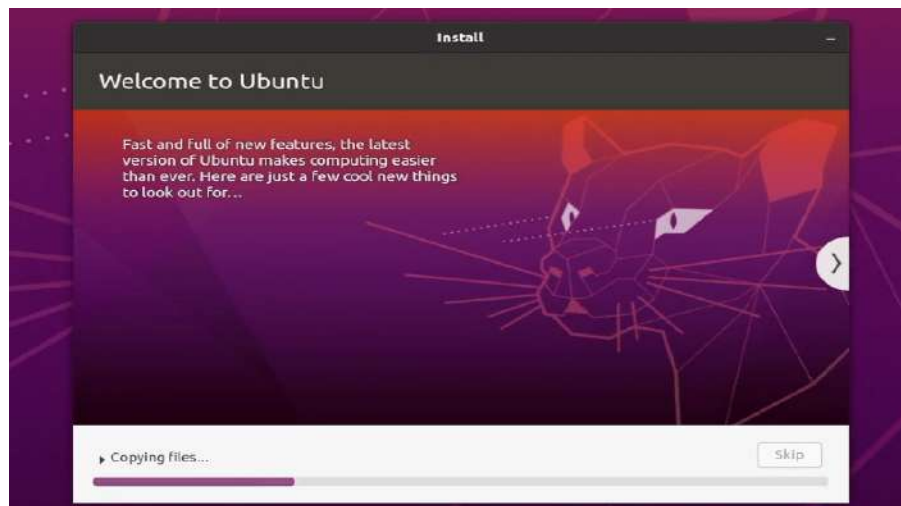 Install
Welcome to Ubuntu
Fast and full of new features, the latest
version of Ubuntu makes computing easier
than ever. Here are just a few cool new things
to look out for...
Copying files...
Skip